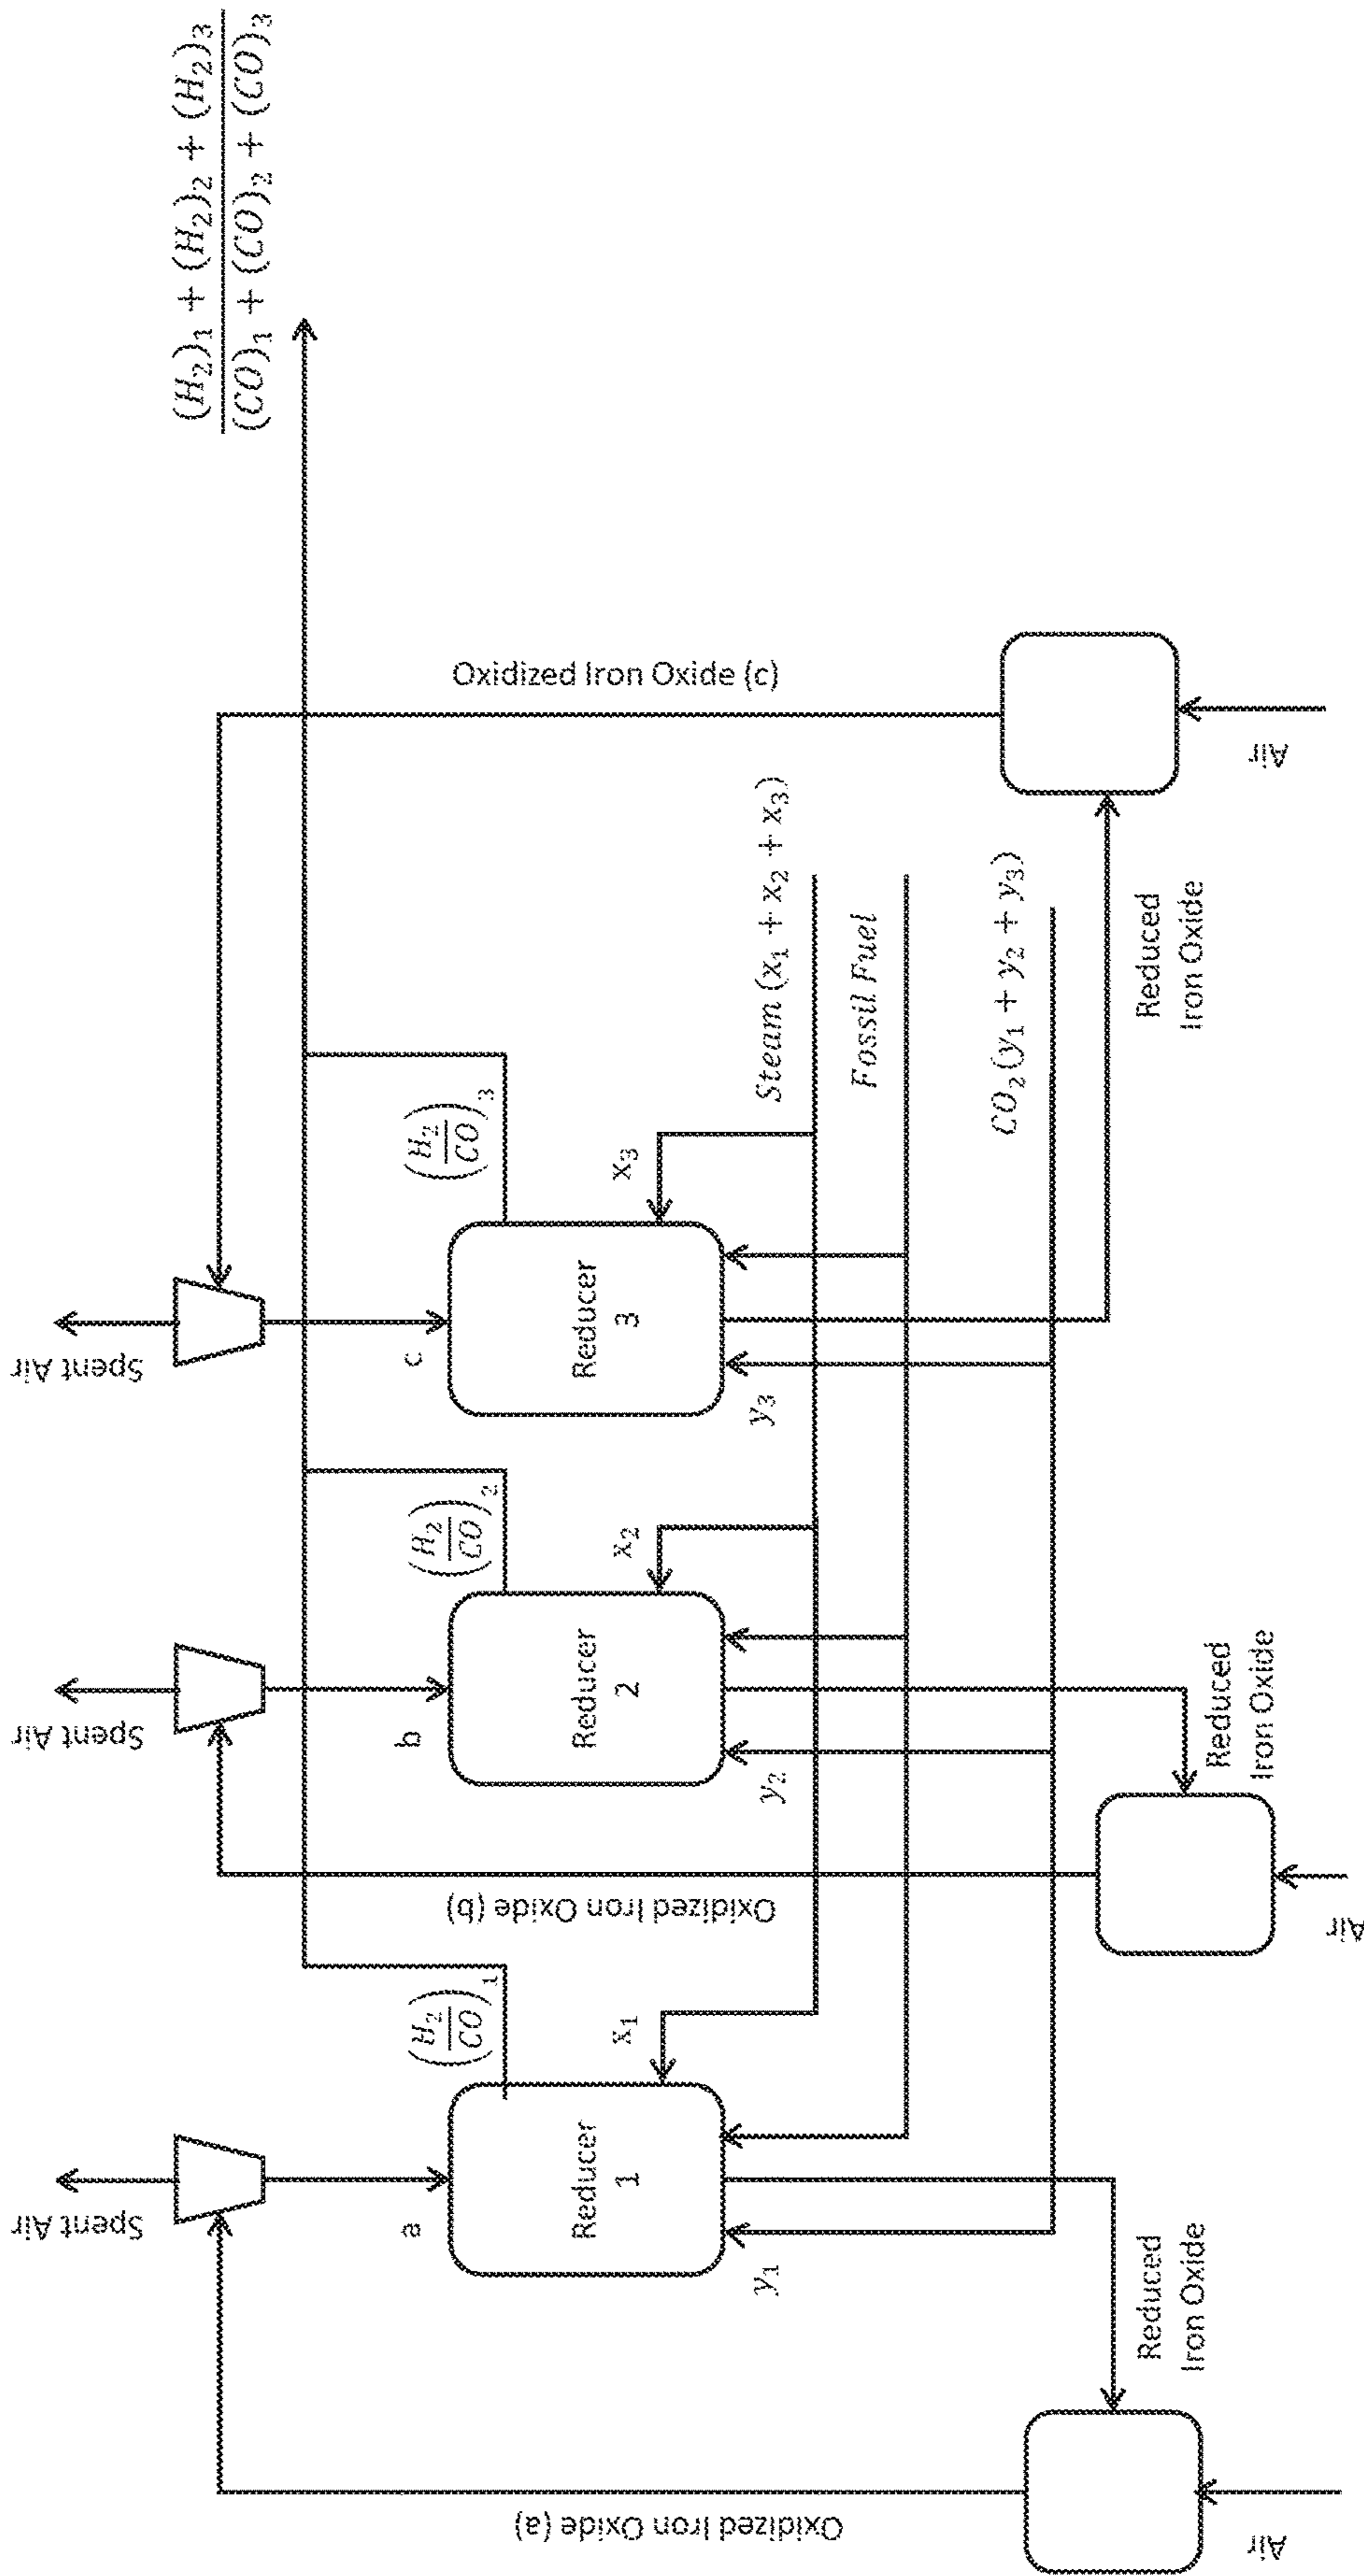 (H₂)₁ + (H₂)₂ + (H₂)₃
(CO)₁ + (CO)₂ + (CO)₃
Spent Air
Spent Air
Spent Air
a
b
c
(H₂/CO)₁
(H₂/CO)₂
(H₂/CO)₃
Reducer
1
Reducer
2
Reducer
3
x₁
x₂
x₃
y₁
y₂
y₃
Oxidized Iron Oxide (a)
Oxidized Iron Oxide (b)
Oxidized Iron Oxide (c)
Steam (x₁ + x₂ + x₃)
Fossil Fuel
CO₂(y₁ + y₂ + y₃)
Reduced
Iron Oxide
Reduced
Iron Oxide
Reduced
Iron Oxide
Air
Air
Air